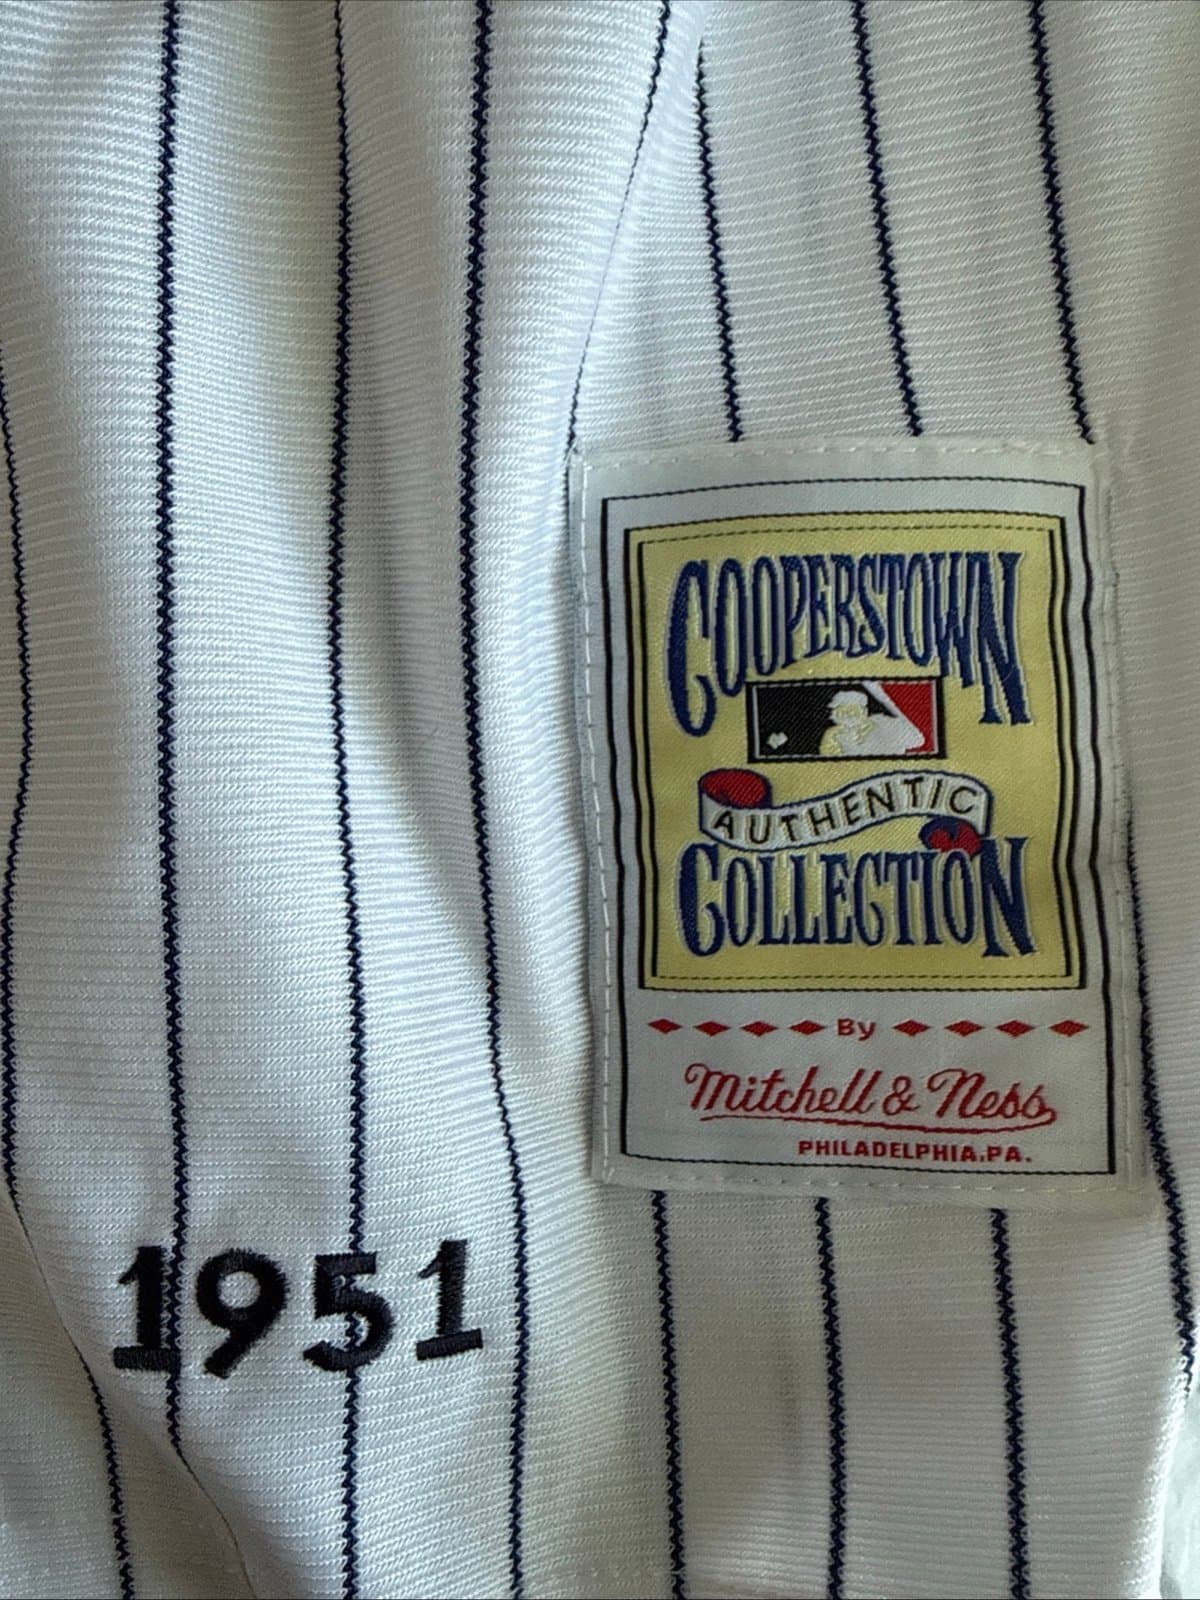 COOPERSTOWN
AUTHENTIC
COLLECTION
By
Mitchell & Ness
PHILADELPHIA, PA.
1951